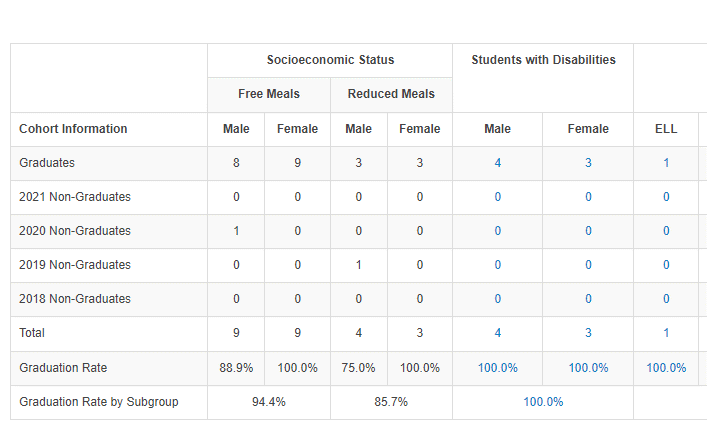 Socioeconomic Status Students with Disabilities
Free Meals Reduced Meals
Cohort Information Male Female Male Female Male Female ELL
Graduates 8 9 3 3 4 3 1
2021 Non-Graduates 0 0 0 0 0 0 0
2020 Non-Graduates 1 0 0 0 0 0 0
2019 Non-Graduates 0 0 1 0 0 0 0
2018 Non-Graduates 0 0 0 0 0 0 0
Total 9 9 4 3 4 3 1
Graduation Rate 88.9% 100.0% 75.0% 100.0% 100.0% 100.0% 100.0%
Graduation Rate by Subgroup 94.4% 85.7% 100.0%